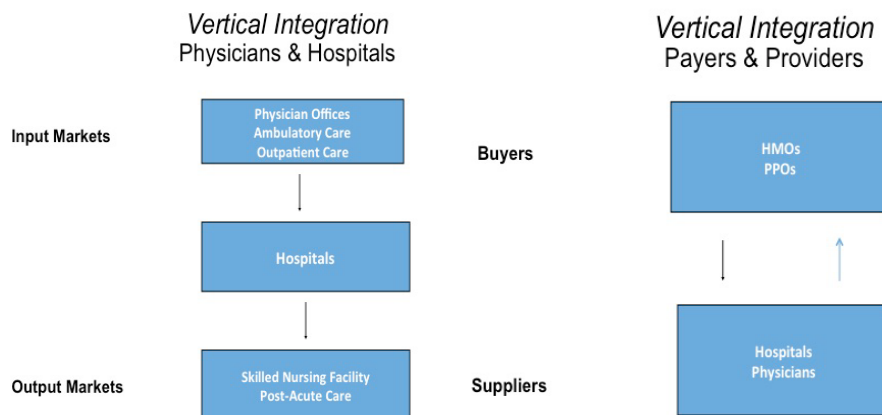 Vertical Integration
Physicians & Hospitals
Input Markets
Physician Offices
Ambulatory Care
Outpatient Care
Hospitals
Output Markets
Skilled Nursing Facility
Post-Acute Care
Vertical Integration
Payers & Providers
Buyers
HMOs
PPOs
Suppliers
Hospitals
Physicians